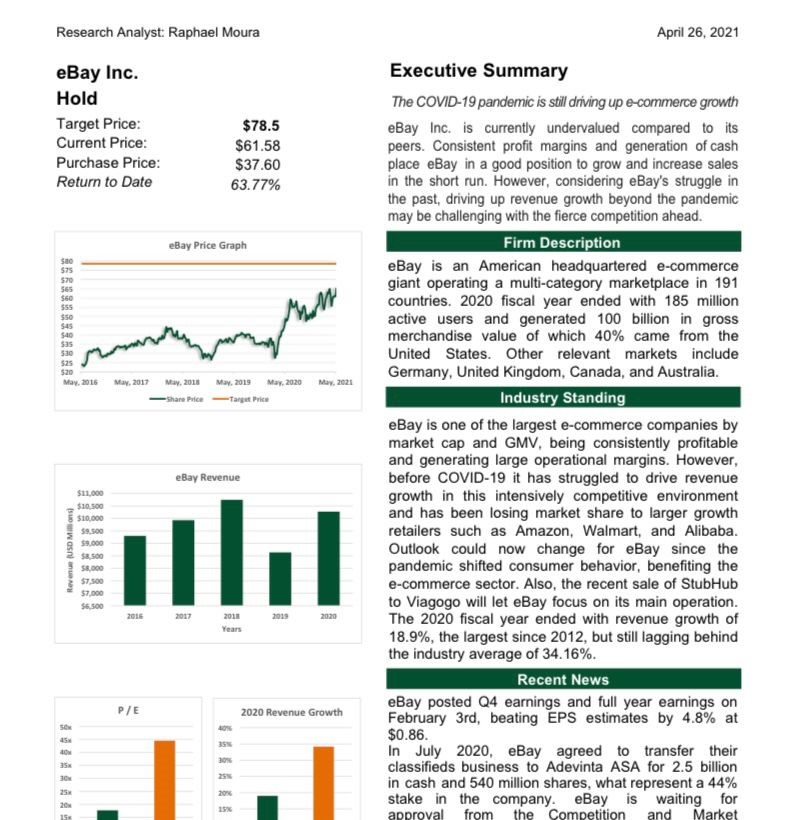 Research Analyst: Raphael Moura
April 26, 2021
eBay Inc.
Hold
Target Price: $78.5
Current Price: $61.58
Purchase Price: $37.60
Return to Date 63.77%
eBay Price Graph
$80
$75
$70
$65
$60
$55
$50
$45
$40
$35
$30
$25
$20
May, 2016 May, 2017 May, 2018 May, 2019 May, 2020 May, 2021
Share Price Target Price
eBay Revenue
Revenue (USD Millions)
$11,000
$10,500
$10,000
$9,500
$9,000
$8,500
$8,000
$7,500
$7,000
$6,500
2016 2017 2018 2019 2020
Years
P / E
50x
45x
40x
35x
30x
25x
20x
15x
2020 Revenue Growth
40%
35%
30%
25%
20%
15%
Executive Summary
The COVID-19 pandemic is still driving up e-commerce growth
eBay Inc. is currently undervalued compared to its
peers. Consistent profit margins and generation of cash
place eBay in a good position to grow and increase sales
in the short run. However, considering eBay's struggle in
the past, driving up revenue growth beyond the pandemic
may be challenging with the fierce competition ahead.
Firm Description
eBay is an American headquartered e-commerce
giant operating a multi-category marketplace in 191
countries. 2020 fiscal year ended with 185 million
active users and generated 100 billion in gross
merchandise value of which 40% came from the
United States. Other relevant markets include
Germany, United Kingdom, Canada, and Australia.
Industry Standing
eBay is one of the largest e-commerce companies by
market cap and GMV, being consistently profitable
and generating large operational margins. However,
before COVID-19 it has struggled to drive revenue
growth in this intensively competitive environment
and has been losing market share to larger growth
retailers such as Amazon, Walmart, and Alibaba.
Outlook could now change for eBay since the
pandemic shifted consumer behavior, benefiting the
e-commerce sector. Also, the recent sale of StubHub
to Viagogo will let eBay focus on its main operation.
The 2020 fiscal year ended with revenue growth of
18.9%, the largest since 2012, but still lagging behind
the industry average of 34.16%.
Recent News
eBay posted Q4 earnings and full year earnings on
February 3rd, beating EPS estimates by 4.8% at
$0.86.
In July 2020, eBay agreed to transfer their
classifieds business to Adevinta ASA for 2.5 billion
in cash and 540 million shares, what represent a 44%
stake in the company. eBay is waiting for
approval from the Competition and Market